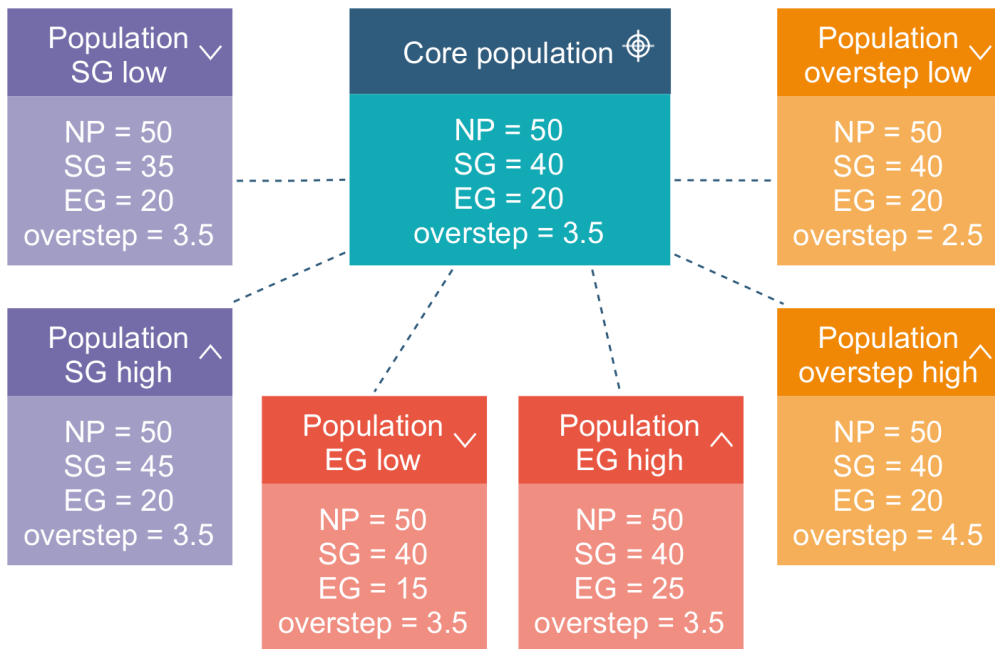 Population
SG low
NP = 50
SG = 35
EG = 20
overstep = 3.5
Core population
NP = 50
SG = 40
EG = 20
overstep = 3.5
Population
overstep low
NP = 50
SG = 40
EG = 20
overstep = 2.5
Population
SG high
NP = 50
SG = 45
EG = 20
overstep = 3.5
Population
EG low
NP = 50
SG = 40
EG = 15
overstep = 3.5
Population
EG high
NP = 50
SG = 40
EG = 25
overstep = 3.5
Population
overstep high
NP = 50
SG = 40
EG = 20
overstep = 4.5